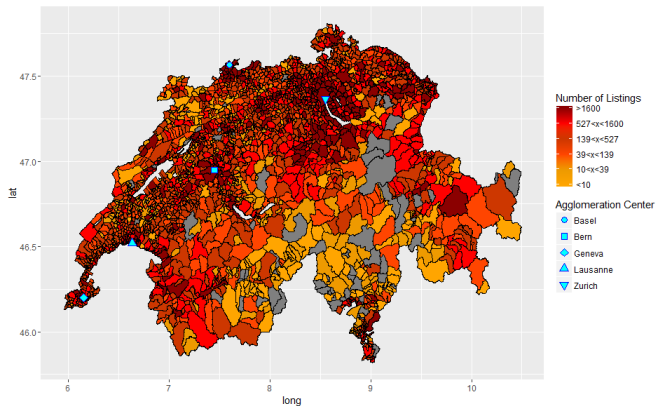 47.5
47.0
46.5
46.0
lat
6
7
8
9
10
long
Number of Listings
>1600
527<x<1600
139<x<527
39<x<139
10<x<39
<10
Agglomeration Center
Basel
Bern
Geneva
Lausanne
Zurich